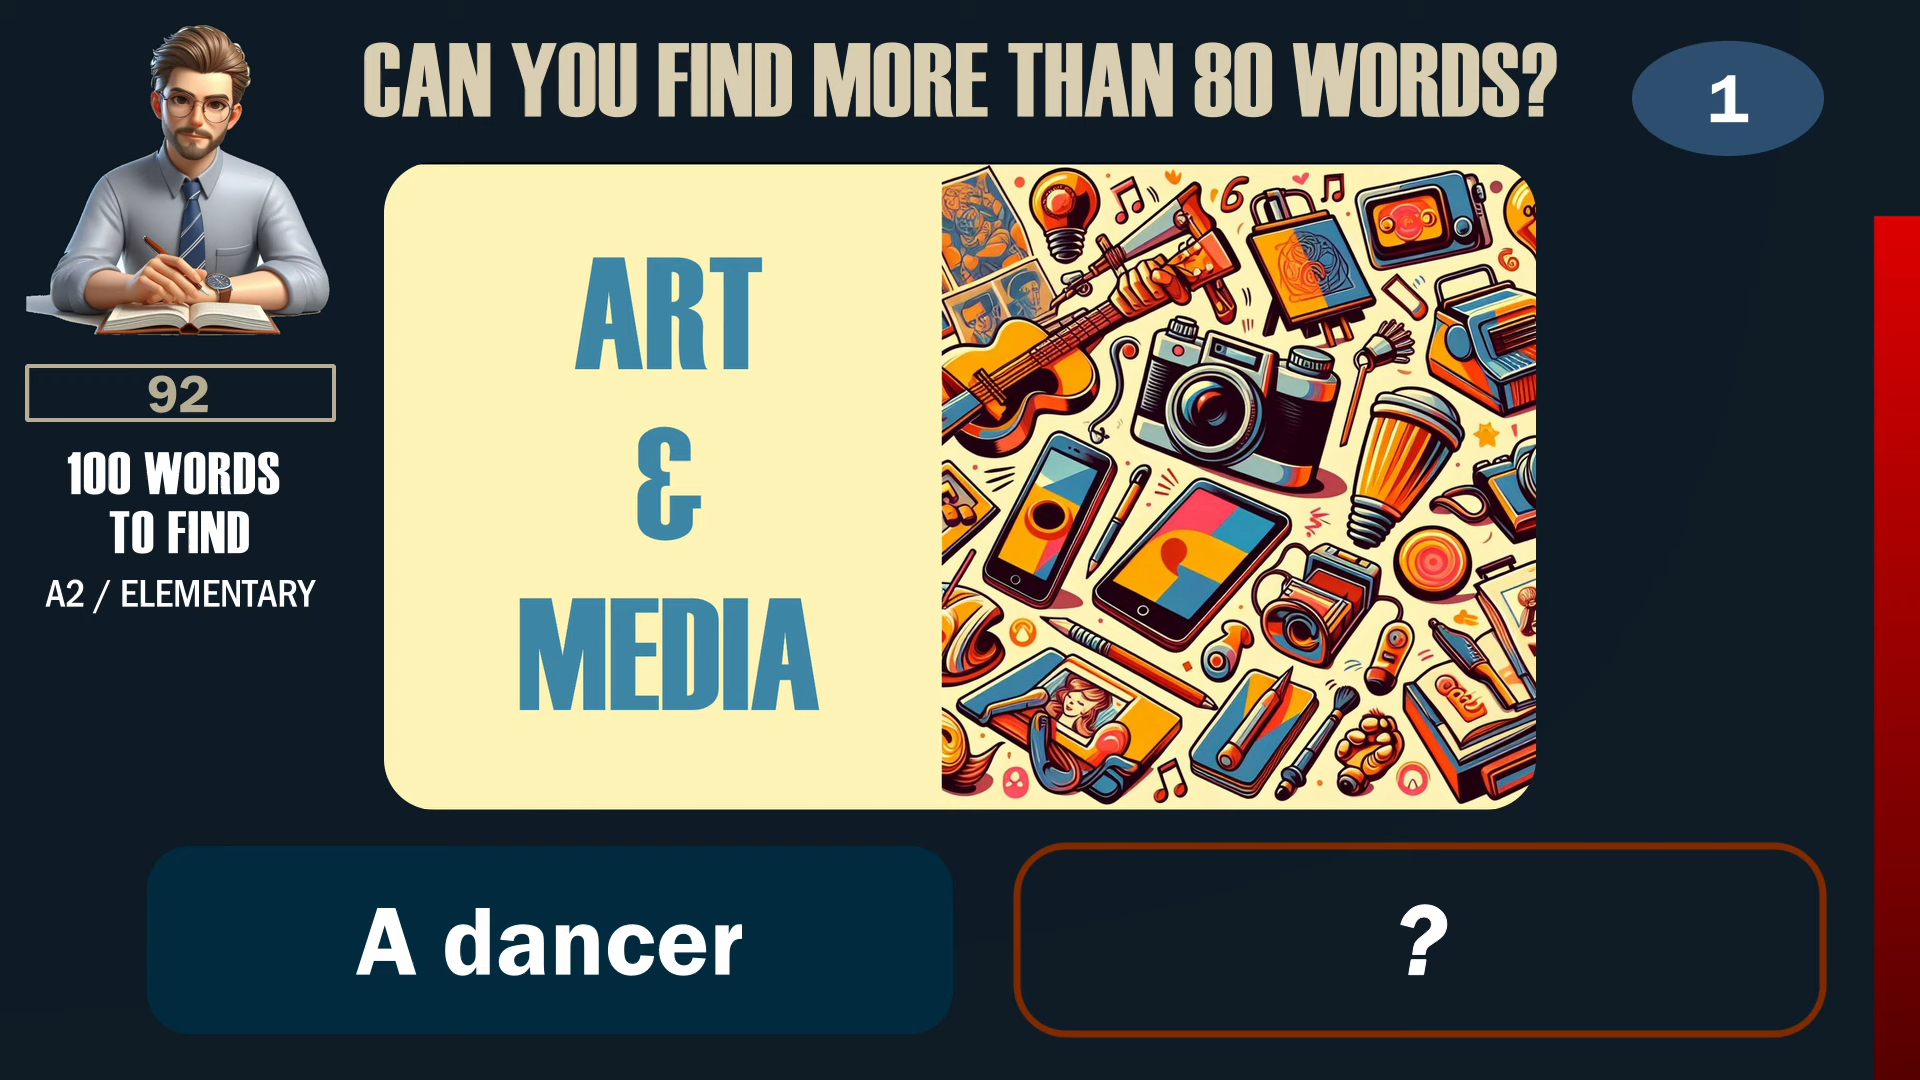 CAN YOU FIND MORE THAN 80 WORDS?
1
92
100 WORDS
TO FIND
A2 / ELEMENTARY
ART
&
MEDIA
A dancer
?